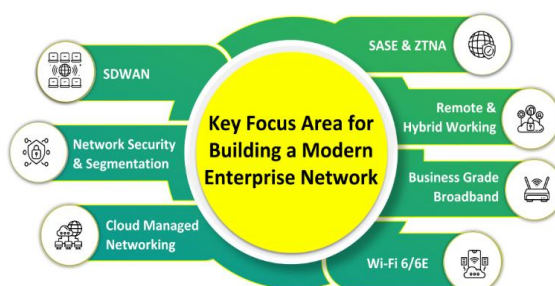 Key Focus Area for
Building a Modern
Enterprise Network
SDWAN
Network Security
& Segmentation
Cloud Managed
Networking
SASE & ZTNA
Remote &
Hybrid Working
Business Grade
Broadband
Wi-Fi 6/6E